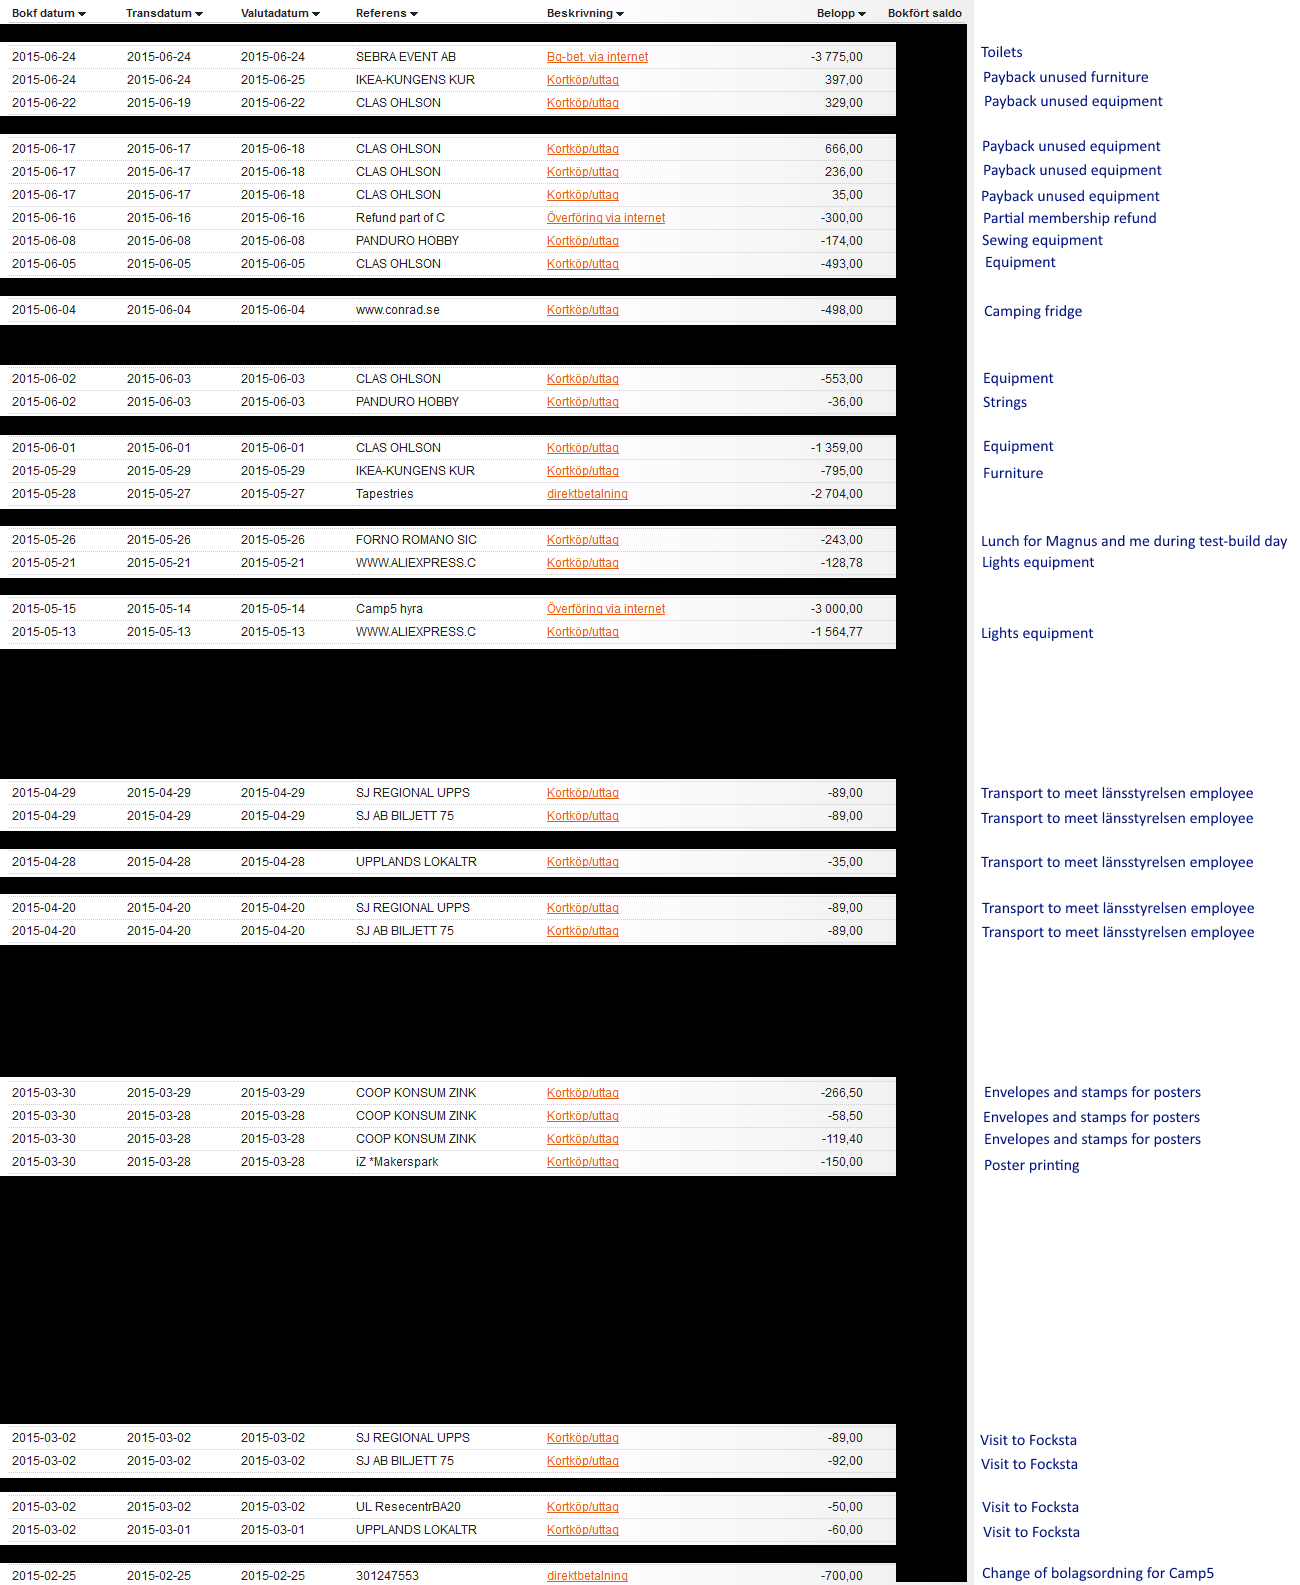 Bokf datum Transdatum Valutadatum Referens Beskrivning Belopp Bokfört saldo
2015-06-24 2015-06-24 2015-06-24 SEBRA EVENT AB Bg-bet. via internet -3 775,00 Toilets
2015-06-24 2015-06-24 2015-06-25 IKEA-KUNGENS KUR Kortköp/uttag 397,00 Payback unused furniture
2015-06-22 2015-06-19 2015-06-22 CLAS OHLSON Kortköp/uttag 329,00 Payback unused equipment
2015-06-17 2015-06-17 2015-06-18 CLAS OHLSON Kortköp/uttag 666,00 Payback unused equipment
2015-06-17 2015-06-17 2015-06-18 CLAS OHLSON Kortköp/uttag 236,00 Payback unused equipment
2015-06-17 2015-06-17 2015-06-18 CLAS OHLSON Kortköp/uttag 35,00 Payback unused equipment
2015-06-16 2015-06-16 2015-06-16 Refund part of C Överföring via internet -300,00 Partial membership refund
2015-06-08 2015-06-08 2015-06-08 PANDURO HOBBY Kortköp/uttag -174,00 Sewing equipment
2015-06-05 2015-06-05 2015-06-05 CLAS OHLSON Kortköp/uttag -493,00 Equipment
2015-06-04 2015-06-04 2015-06-04 www.conrad.se Kortköp/uttag -498,00 Camping fridge
2015-06-02 2015-06-03 2015-06-03 CLAS OHLSON Kortköp/uttag -553,00 Equipment
2015-06-02 2015-06-03 2015-06-03 PANDURO HOBBY Kortköp/uttag -36,00 Strings
2015-06-01 2015-06-01 2015-06-01 CLAS OHLSON Kortköp/uttag -1 359,00 Equipment
2015-05-29 2015-05-29 2015-05-29 IKEA-KUNGENS KUR Kortköp/uttag -795,00 Furniture
2015-05-28 2015-05-27 2015-05-27 Tapestries direktbetalning -2 704,00
2015-05-26 2015-05-26 2015-05-26 FORNO ROMANO SIC Kortköp/uttag -243,00 Lunch for Magnus and me during test-build day
2015-05-21 2015-05-21 2015-05-21 WWW.ALIEXPRESS.C Kortköp/uttag -128,78 Lights equipment
2015-05-15 2015-05-14 2015-05-14 Camp5 hyra Överföring via internet -3 000,00
2015-05-13 2015-05-13 2015-05-13 WWW.ALIEXPRESS.C Kortköp/uttag -1 564,77 Lights equipment
2015-04-29 2015-04-29 2015-04-29 SJ REGIONAL UPPS Kortköp/uttag -89,00 Transport to meet länsstyrelsen employee
2015-04-29 2015-04-29 2015-04-29 SJ AB BILJETT 75 Kortköp/uttag -89,00 Transport to meet länsstyrelsen employee
2015-04-28 2015-04-28 2015-04-28 UPPLANDS LOKALTR Kortköp/uttag -35,00 Transport to meet länsstyrelsen employee
2015-04-20 2015-04-20 2015-04-20 SJ REGIONAL UPPS Kortköp/uttag -89,00 Transport to meet länsstyrelsen employee
2015-04-20 2015-04-20 2015-04-20 SJ AB BILJETT 75 Kortköp/uttag -89,00 Transport to meet länsstyrelsen employee
2015-03-30 2015-03-29 2015-03-29 COOP KONSUM ZINK Kortköp/uttag -266,50 Envelopes and stamps for posters
2015-03-30 2015-03-28 2015-03-28 COOP KONSUM ZINK Kortköp/uttag -58,50 Envelopes and stamps for posters
2015-03-30 2015-03-28 2015-03-28 COOP KONSUM ZINK Kortköp/uttag -119,40 Envelopes and stamps for posters
2015-03-30 2015-03-28 2015-03-28 iZ *Makerspark Kortköp/uttag -150,00 Poster printing
2015-03-02 2015-03-02 2015-03-02 SJ REGIONAL UPPS Kortköp/uttag -89,00 Visit to Focksta
2015-03-02 2015-03-02 2015-03-02 SJ AB BILJETT 75 Kortköp/uttag -92,00 Visit to Focksta
2015-03-02 2015-03-02 2015-03-02 UL ResecentrBA20 Kortköp/uttag -50,00 Visit to Focksta
2015-03-02 2015-03-01 2015-03-01 UPPLANDS LOKALTR Kortköp/uttag -60,00 Visit to Focksta
2015-02-25 2015-02-25 2015-02-25 301247553 direktbetalning -700,00 Change of bolagsordning for Camp5